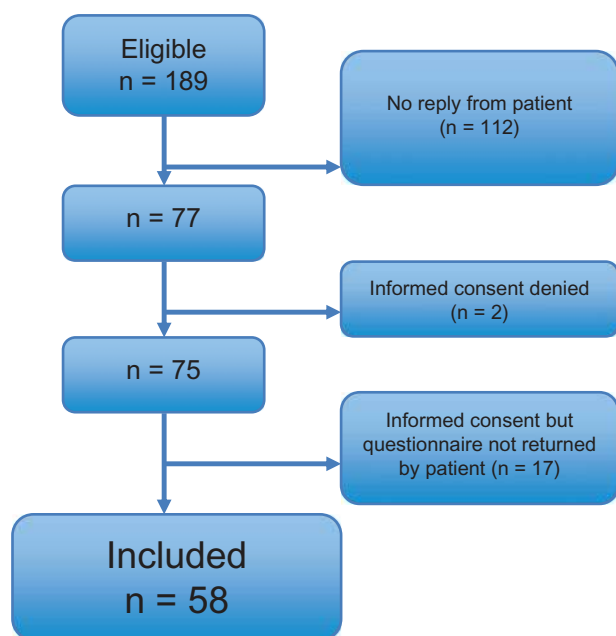 Eligible
n = 189
No reply from patient
(n = 112)
n = 77
Informed consent denied
(n = 2)
n = 75
Informed consent but
questionnaire not returned
by patient (n = 17)
Included
n = 58